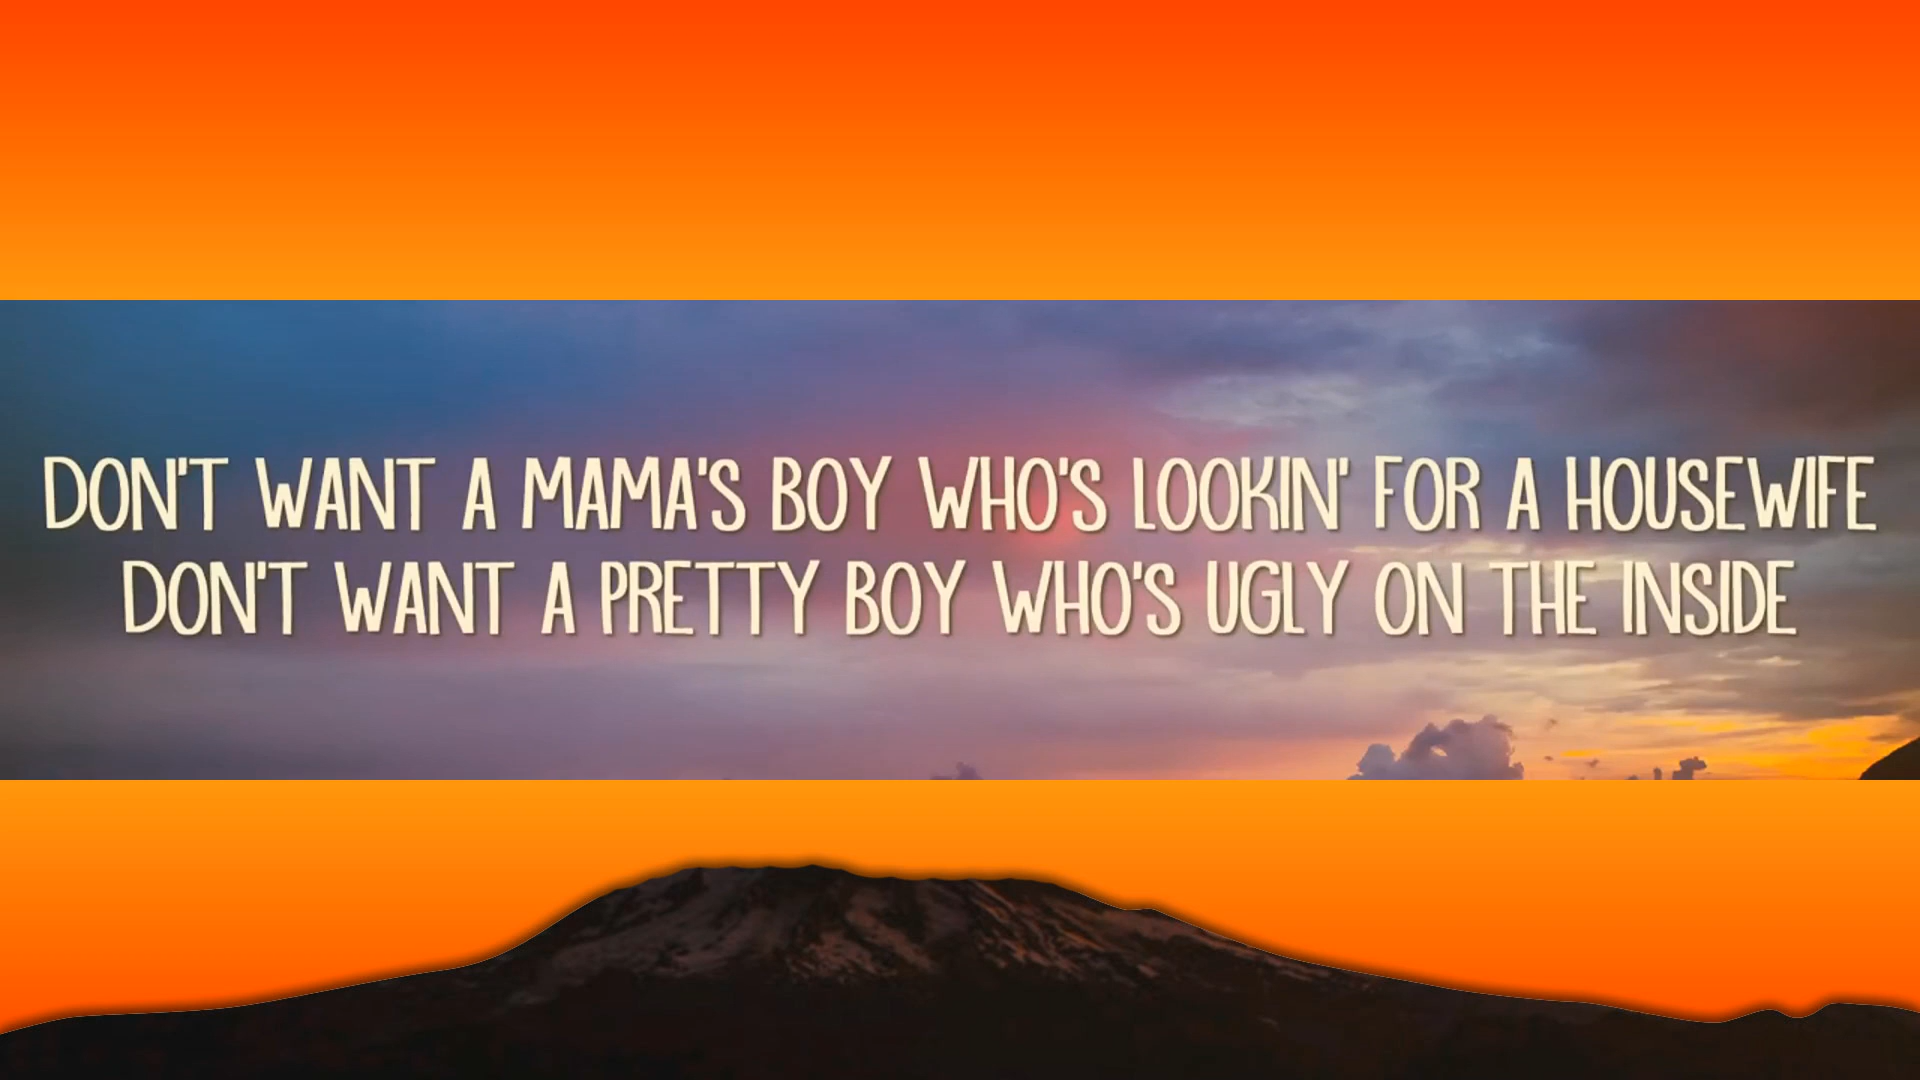 DON'T WANT A MAMA'S BOY WHO'S LOOKIN' FOR A HOUSEWIFE
DON'T WANT A PRETTY BOY WHO'S UGLY ON THE INSIDE